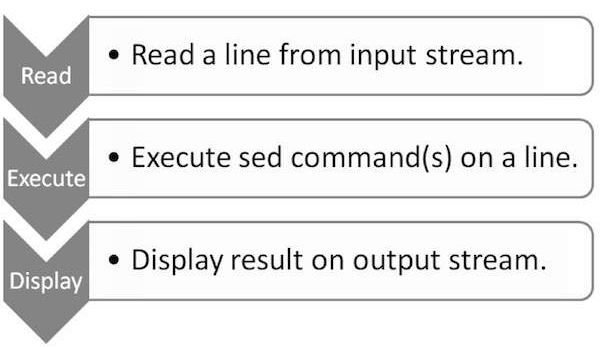 Read
• Read a line from input stream.
Execute
• Execute sed command(s) on a line.
Display
• Display result on output stream.